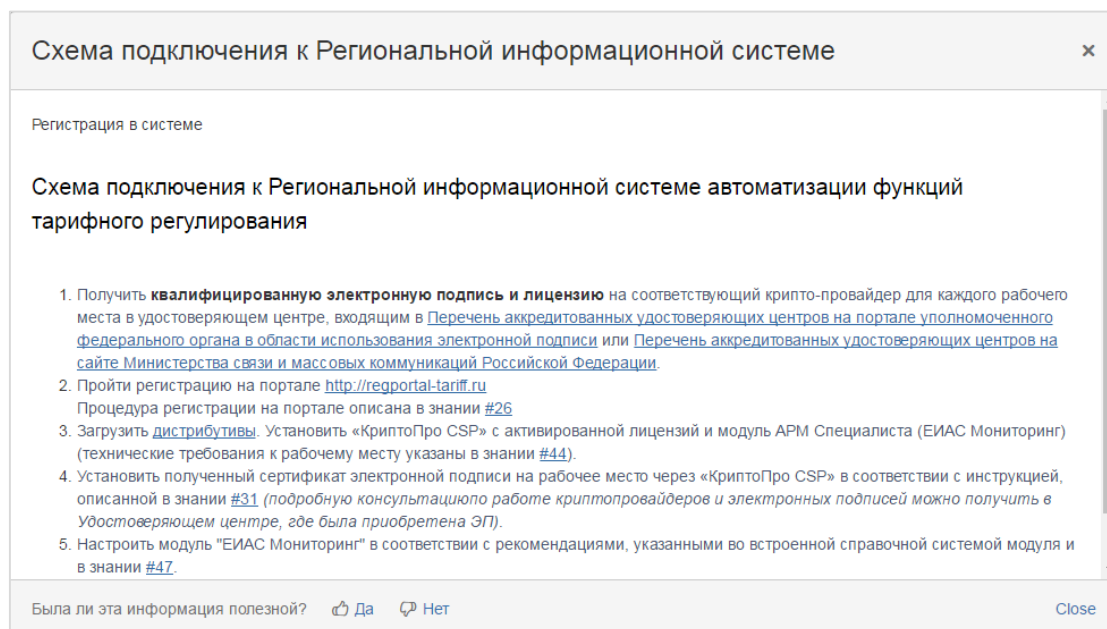 Схема подключения к Региональной информационной системе
×
Регистрация в системе
Схема подключения к Региональной информационной системе автоматизации функций
тарифного регулирования
1. Получить квалифицированную электронную подпись и лицензию на соответствующий крипто-провайдер для каждого рабочего
места в удостоверяющем центре, входящим в Перечень аккредитованных удостоверяющих центров на портале уполномоченного
федерального органа в области использования электронной подписи или Перечень аккредитованных удостоверяющих центров на
сайте Министерства связи и массовых коммуникаций Российской Федерации.
2. Пройти регистрацию на портале http://regportal-tariff.ru
Процедура регистрации на портале описана в знании #26
3. Загрузить дистрибутивы. Установить «КриптоПро CSP» с активированной лицензий и модуль АРМ Специалиста (ЕИАС Мониторинг)
(технические требования к рабочему месту указаны в знании #44).
4. Установить полученный сертификат электронной подписи на рабочее место через «КриптоПро CSP» в соответствии с инструкцией,
описанной в знании #31 (подробную консультациюпо работе криптопровайдеров и электронных подписей можно получить в
Удостоверяющем центре, где была приобретена ЭП).
5. Настроить модуль "ЕИАС Мониторинг" в соответствии с рекомендациями, указанными во встроенной справочной системой модуля и
в знании #47.
Была ли эта информация полезной? Да Нет Close